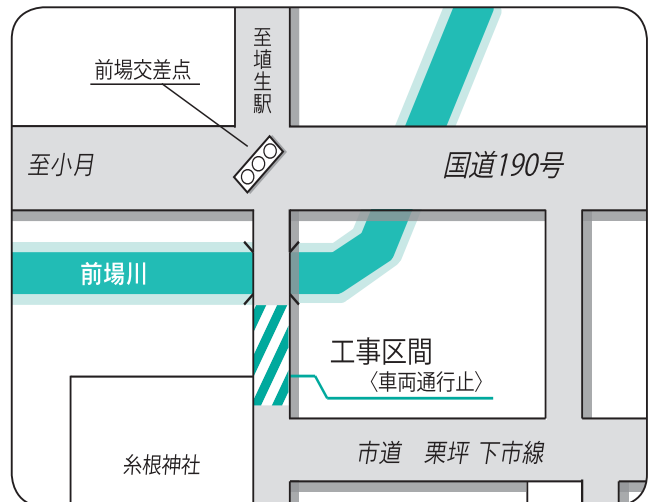 至埴生駅
前場交差点
至小月
国道190号
前場川
工事区間
〈車両通行止〉
市道　栗坪 下市線
糸根神社